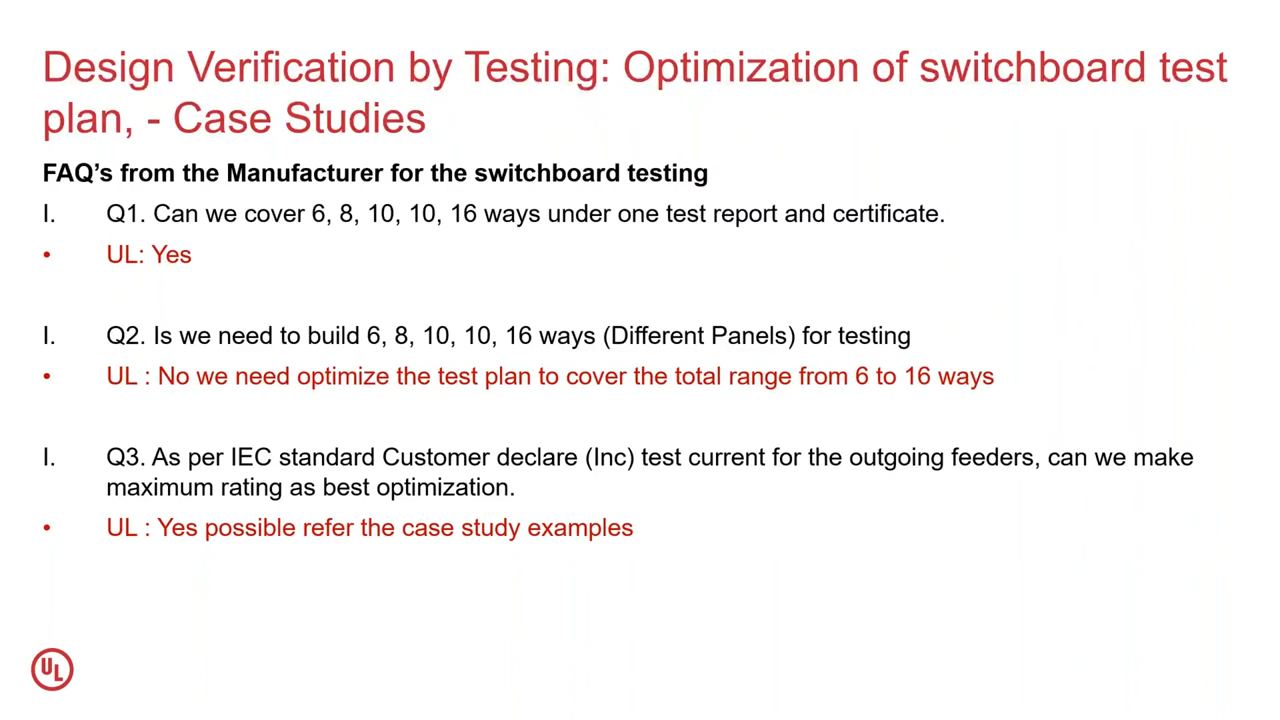 Design Verification by Testing: Optimization of switchboard test
plan, - Case Studies
FAQ’s from the Manufacturer for the switchboard testing
I. Q1. Can we cover 6, 8, 10, 10, 16 ways under one test report and certificate.
• UL: Yes
I. Q2. Is we need to build 6, 8, 10, 10, 16 ways (Different Panels) for testing
• UL : No we need optimize the test plan to cover the total range from 6 to 16 ways
I. Q3. As per IEC standard Customer declare (Inc) test current for the outgoing feeders, can we make
maximum rating as best optimization.
• UL : Yes possible refer the case study examples
UL